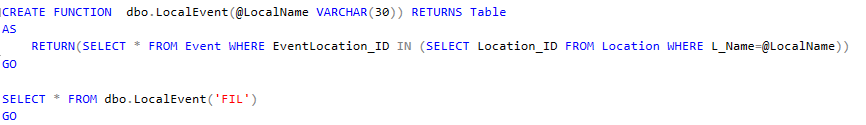 CREATE FUNCTION  dbo.LocalEvent(@LocalName VARCHAR(30)) RETURNS Table
AS
    RETURN(SELECT * FROM Event WHERE EventLocation_ID IN (SELECT Location_ID FROM Location WHERE L_Name=@LocalName))
GO

SELECT * FROM dbo.LocalEvent('FIL')
GO